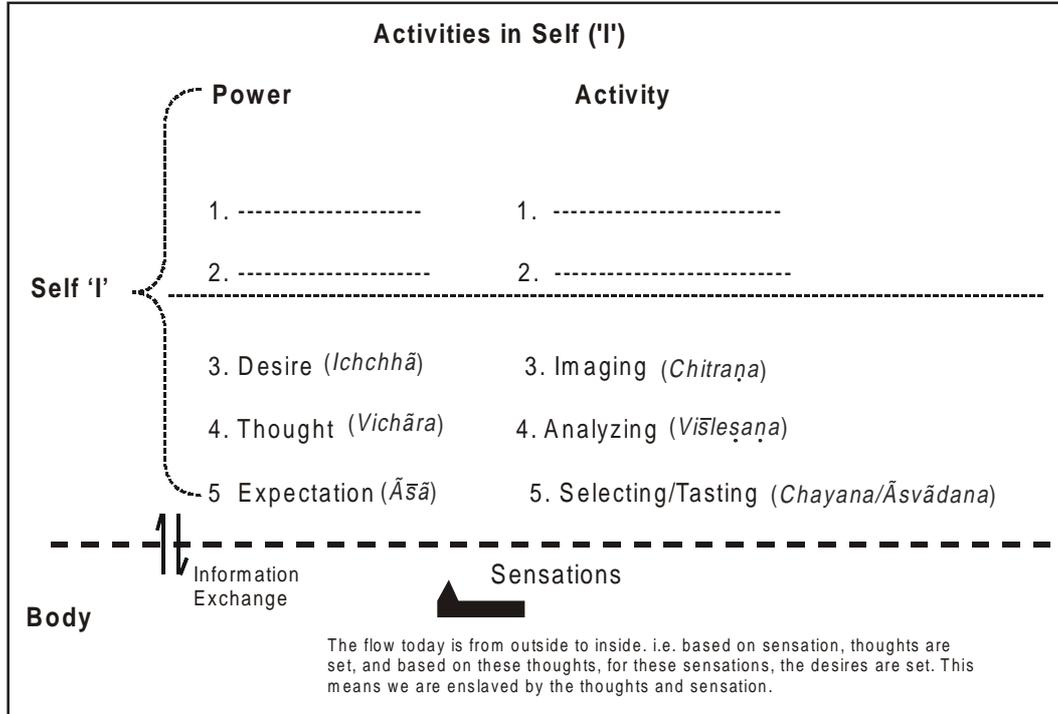 Activities in Self ('I')
Power Activity
1. --------------------- 1. --------------------------
2. ---------------------- 2. ---------------------------
Self ‘I’
3. Desire (Ichchhã) 3. Imaging (Chitraṇa)
4. Thought (Vichãra) 4. Analyzing (Vis̄leṣaṇa)
5 Expectation (Ãs̄ã) 5. Selecting/Tasting (Chayana/Ãsvãdana)
Information
Exchange
Sensations
Body
The flow today is from outside to inside. i.e. based on sensation, thoughts are
set, and based on these thoughts, for these sensations, the desires are set. This
means we are enslaved by the thoughts and sensation.